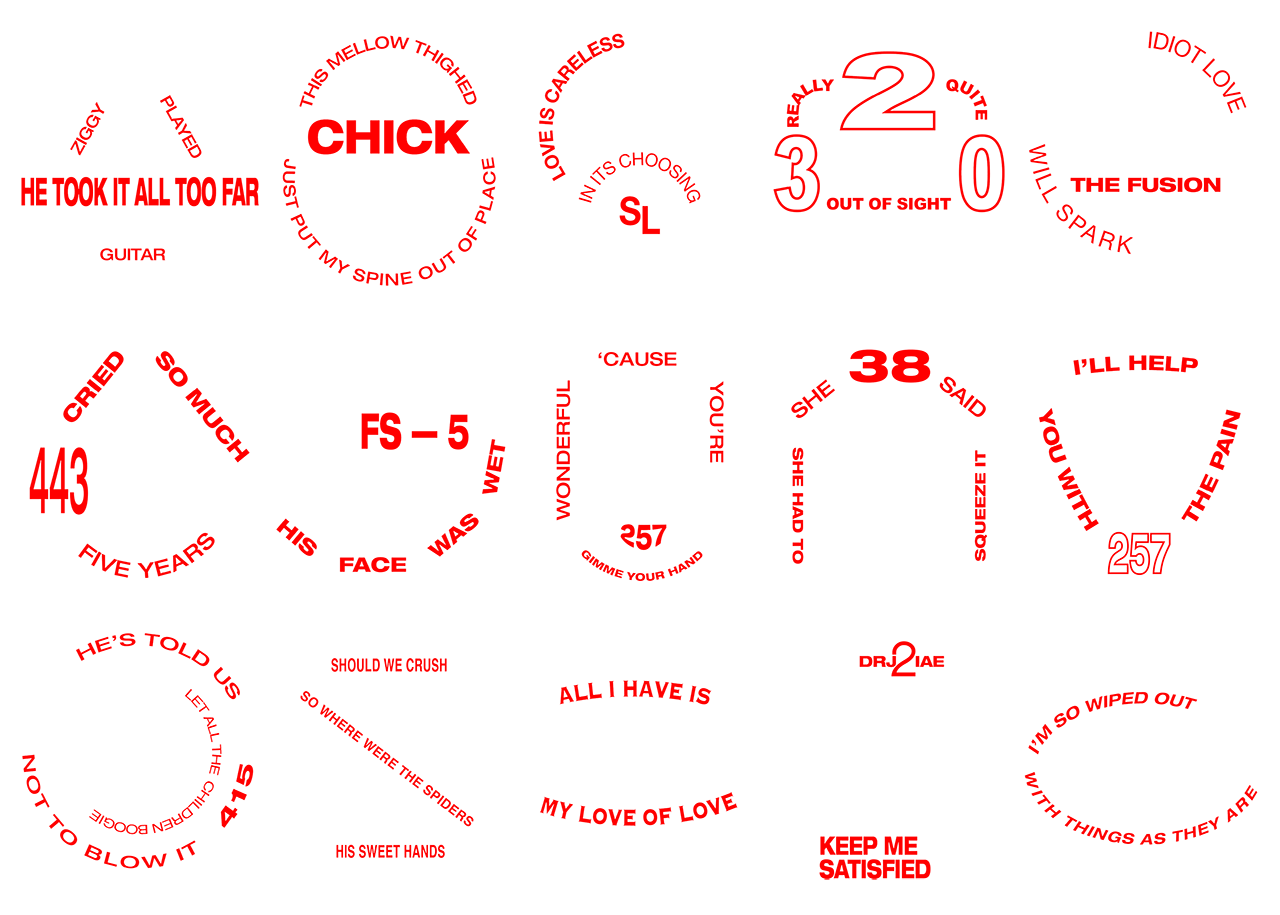 ZIGGY
PLAYED
HE TOOK IT ALL TOO FAR
GUITAR
THIS MELLOW THIGHED
CHICK
JUST PUT MY SPINE OUT OF PLACE
LOVE IS CARELESS
IN ITS CHOOSING
SL
REALLY
2
QUITE
3
0
OUT OF SIGHT
IDIOT LOVE
WILL SPARK
THE FUSION
CRIED
SO MUCH
443
FIVE YEARS
FS – 5
HIS
FACE
WAS
WET
‘CAUSE
WONDERFUL
YOU’RE
257
GIMME YOUR HAND
38
SHE
SAID
SHE HAD TO
SQUEEZE IT
I’LL HELP
YOU WITH
THE PAIN
257
HE’S TOLD US
LET ALL THE CHILDREN BOOGIE
415
NOT TO BLOW IT
SHOULD WE CRUSH
SO WHERE WERE THE SPIDERS
HIS SWEET HANDS
ALL I HAVE IS
MY LOVE OF LOVE
DRJ2IAE
KEEP ME
SATISFIED
I’M SO WIPED OUT
WITH THINGS AS THEY ARE